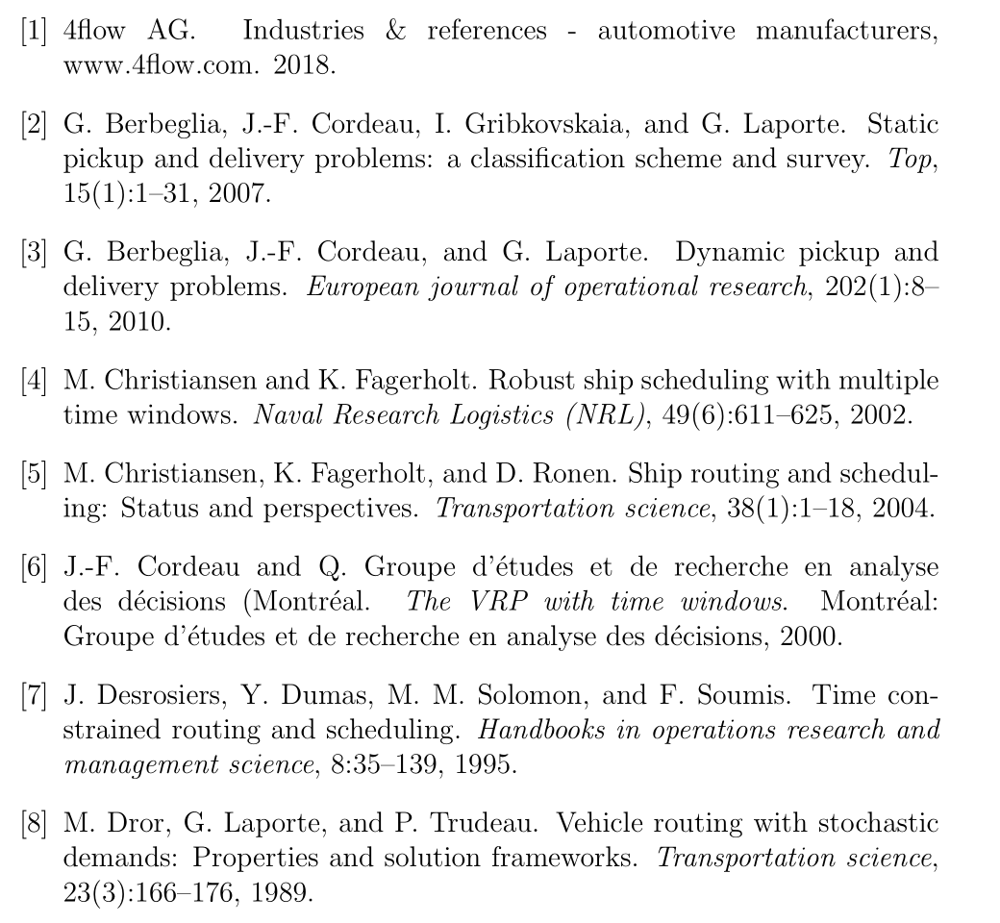 [1] 4flow AG. Industries & references - automotive manufacturers,
www.4flow.com. 2018.
[2] G. Berbeglia, J.-F. Cordeau, I. Gribkovskaia, and G. Laporte. Static
pickup and delivery problems: a classification scheme and survey. Top,
15(1):1–31, 2007.
[3] G. Berbeglia, J.-F. Cordeau, and G. Laporte. Dynamic pickup and
delivery problems. European journal of operational research, 202(1):8–
15, 2010.
[4] M. Christiansen and K. Fagerholt. Robust ship scheduling with multiple
time windows. Naval Research Logistics (NRL), 49(6):611–625, 2002.
[5] M. Christiansen, K. Fagerholt, and D. Ronen. Ship routing and schedul-
ing: Status and perspectives. Transportation science, 38(1):1–18, 2004.
[6] J.-F. Cordeau and Q. Groupe d'études et de recherche en analyse
des décisions (Montréal. The VRP with time windows. Montréal:
Groupe d'études et de recherche en analyse des décisions, 2000.
[7] J. Desrosiers, Y. Dumas, M. M. Solomon, and F. Soumis. Time con-
strained routing and scheduling. Handbooks in operations research and
management science, 8:35–139, 1995.
[8] M. Dror, G. Laporte, and P. Trudeau. Vehicle routing with stochastic
demands: Properties and solution frameworks. Transportation science,
23(3):166–176, 1989.